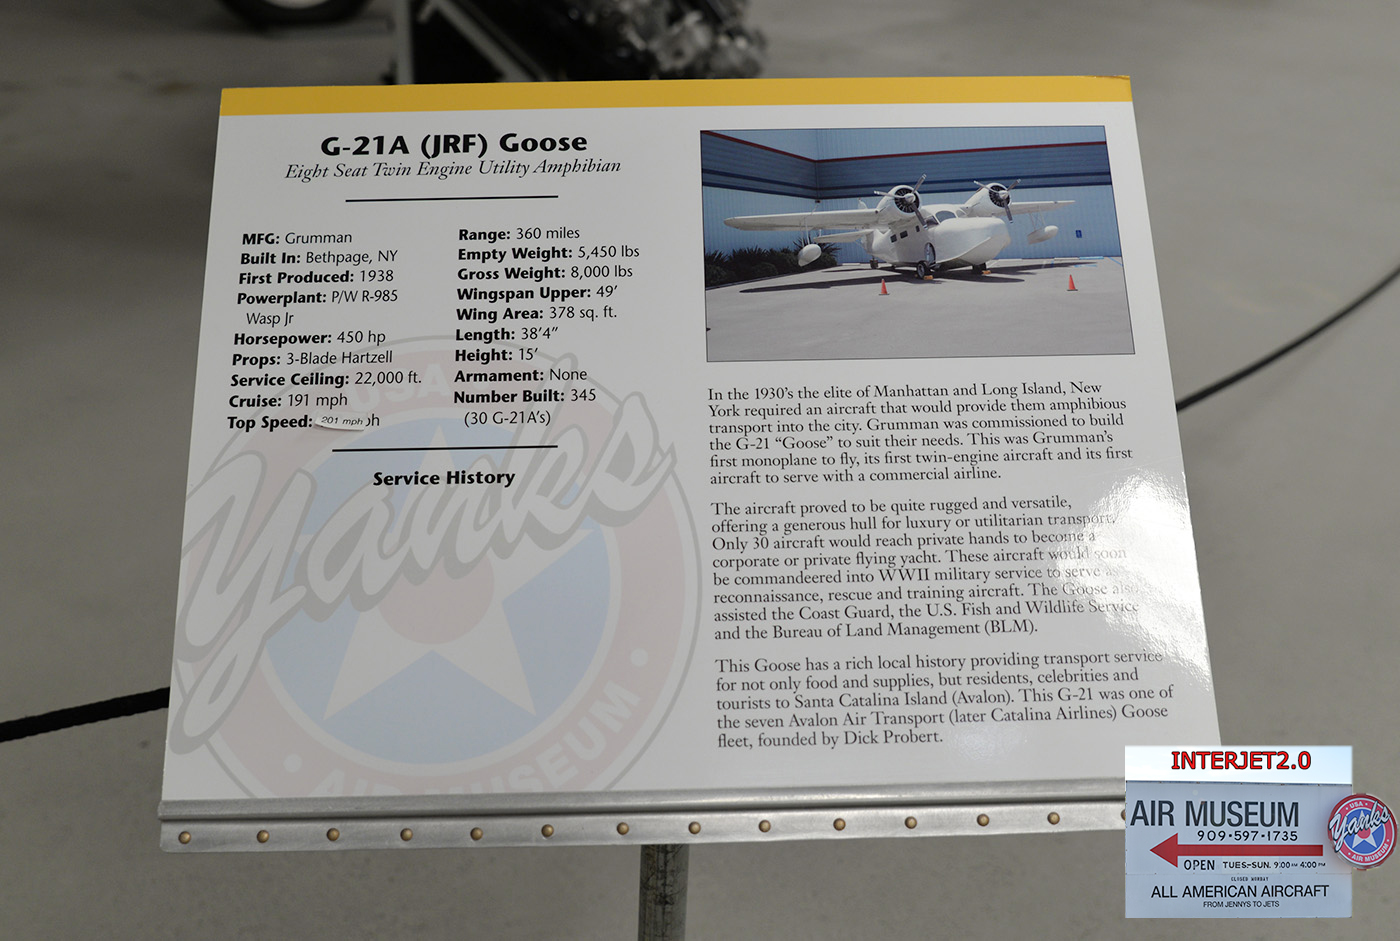 G-21A (JRF) Goose
Eight Seat Twin Engine Utility Amphibian
MFG: Grumman
Built In: Bethpage, NY
First Produced: 1938
Powerplant: P/W R-985
Wasp Jr
Horsepower: 450 hp
Props: 3-Blade Hartzell
Service Ceiling: 22,000 ft.
Cruise: 191 mph
Top Speed: 201 mph
Range: 360 miles
Empty Weight: 5,450 lbs
Gross Weight: 8,000 lbs
Wingspan Upper: 49'
Wing Area: 378 sq. ft.
Length: 38'4"
Height: 15'
Armament: None
Number Built: 345
(30 G-21A's)
Service History
USA
Yanks
AIR MUSEUM
In the 1930's the elite of Manhattan and Long Island, New
York required an aircraft that would provide them amphibious
transport into the city. Grumman was commissioned to build
the G-21 "Goose" to suit their needs. This was Grumman's
first monoplane to fly, its first twin-engine aircraft and its first
aircraft to serve with a commercial airline.
The aircraft proved to be quite rugged and versatile,
offering a generous hull for luxury or utilitarian transport.
Only 30 aircraft would reach private hands to become a
corporate or private flying yacht. These aircraft would soon
be commandeered into WWII military service to serve as
reconnaissance, rescue and training aircraft. The Goose also
assisted the Coast Guard, the U.S. Fish and Wildlife Service
and the Bureau of Land Management (BLM).
This Goose has a rich local history providing transport service
for not only food and supplies, but residents, celebrities and
tourists to Santa Catalina Island (Avalon). This G-21 was one of
the seven Avalon Air Transport (later Catalina Airlines) Goose
fleet, founded by Dick Probert.
INTERJET2.0
AIR MUSEUM
909-597-1735
OPEN TUES-SUN. 9:00 AM 4:00 PM
CLOSED MONDAY
ALL AMERICAN AIRCRAFT
FROM JENNYS TO JETS
USA
Yanks
AIR MUSEUM